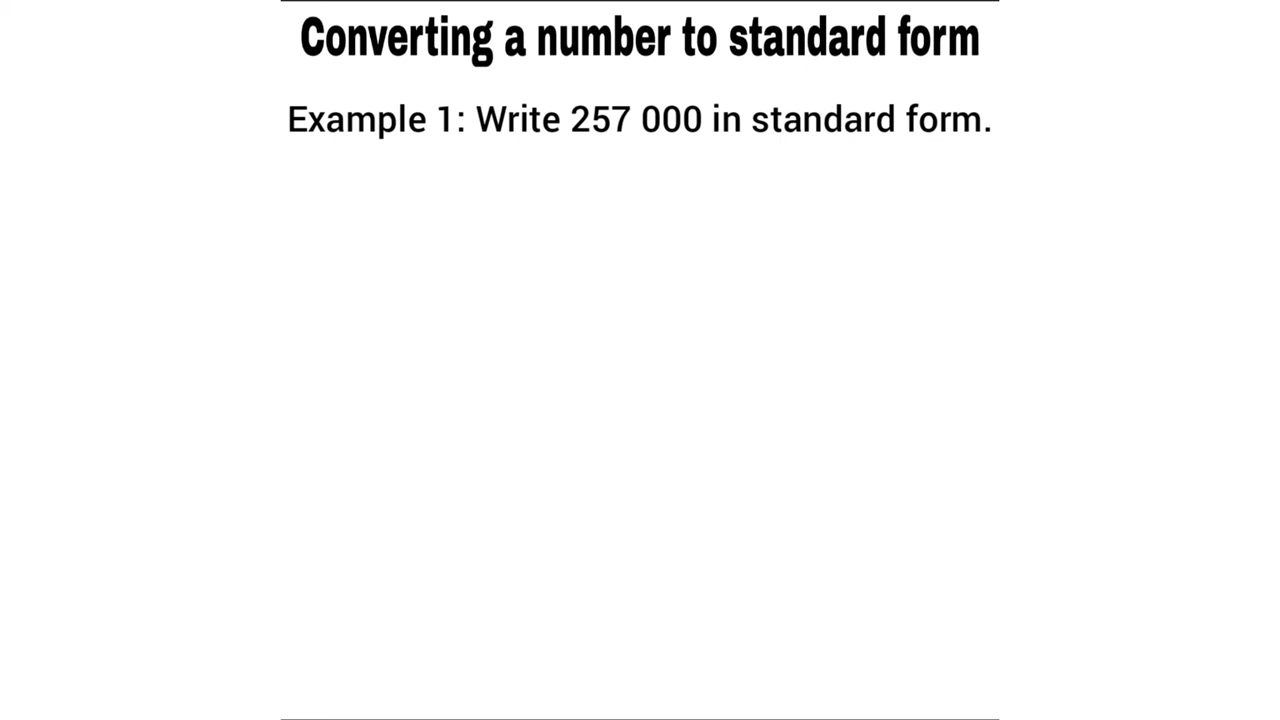 Converting a number to standard form
Example 1: Write 257 000 in standard form.